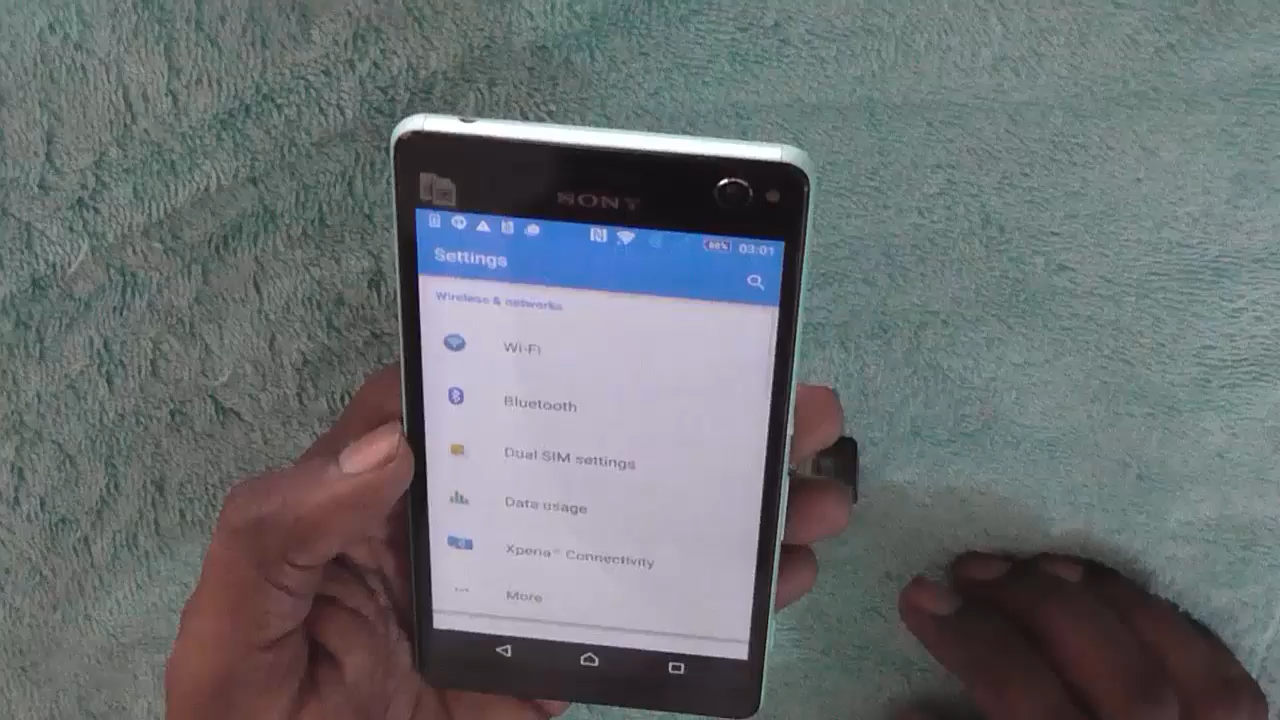 SONY
03:01
Settings
Wireless & networks
Wi-Fi
Bluetooth
Dual SIM settings
Data usage
Xperia™ Connectivity
More